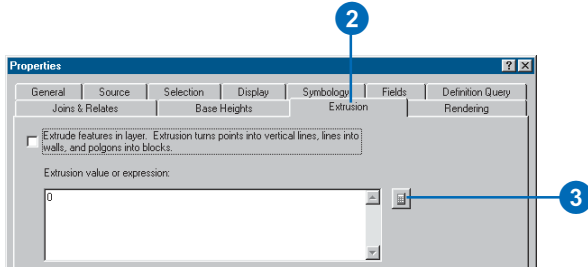 2
Properties
General Source Selection Display Symbology Fields Definition Query
Joins & Relates Base Heights Extrusion Rendering
Extrude features in layer. Extrusion turns points into vertical lines, lines into
walls, and polgons into blocks.
Extrusion value or expression:
0
3